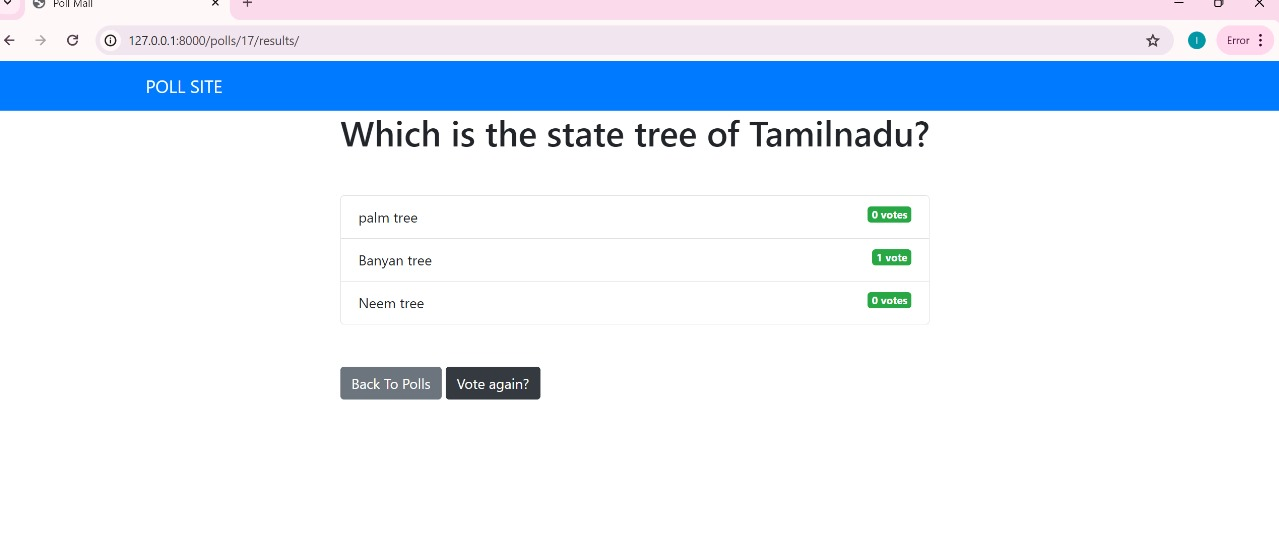 Poll Mall
127.0.0.1:8000/polls/17/results/
I
Error
POLL SITE
Which is the state tree of Tamilnadu?
palm tree 0 votes
Banyan tree 1 vote
Neem tree 0 votes
Back To Polls Vote again?